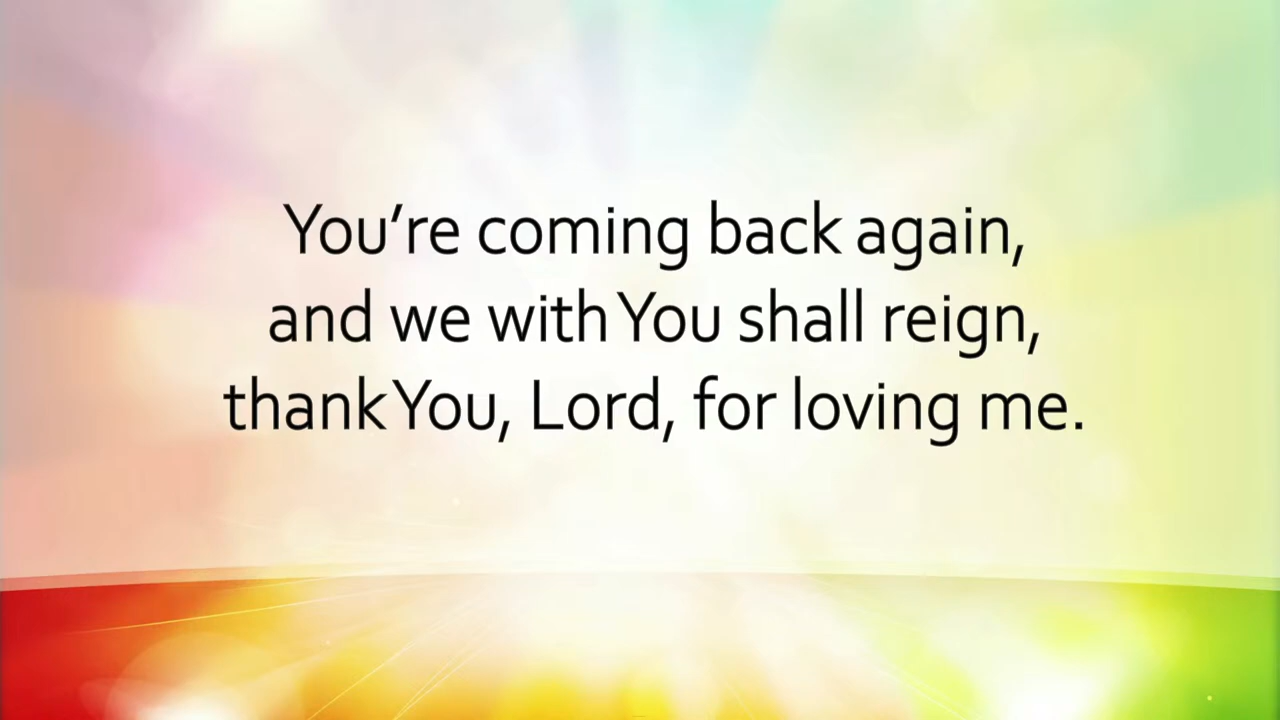 You’re coming back again,
and we with You shall reign,
thank You, Lord, for loving me.